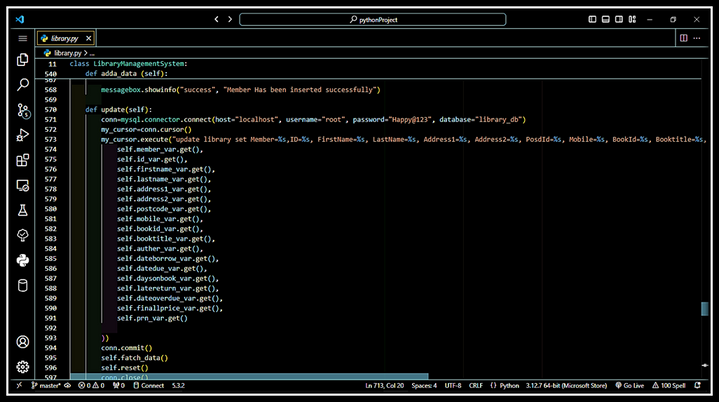 pythonProject
library.py
library.py > ...
11 class LibraryManagementSystem:
540 def adda_data (self):
567
568 messagebox.showinfo("success", "Member Has been inserted successfully")
569
570 def update(self):
571 conn=mysql.connector.connect(host="localhost", username="root", password="Happy@123", database="library_db")
572 my_cursor=conn.cursor()
573 my_cursor.execute("update library set Member=%s,ID=%s, FirstName=%s, LastName=%s, Address1=%s, Address2=%s, PosdId=%s, Mobile=%s, BookId=%s, Booktitle=%s,
574 self.member_var.get(),
575 self.id_var.get(),
576 self.firstname_var.get(),
577 self.lastname_var.get(),
578 self.address1_var.get(),
579 self.address2_var.get(),
580 self.postcode_var.get(),
581 self.mobile_var.get(),
582 self.bookid_var.get(),
583 self.booktitle_var.get(),
584 self.auther_var.get(),
585 self.dateborrow_var.get(),
586 self.datedue_var.get(),
587 self.daysonbook_var.get(),
588 self.latereturn_var.get(),
589 self.dateoverdue_var.get(),
590 self.finallprice_var.get(),
591 self.prn_var.get()
592
593 ))
594 conn.commit()
595 self.fatch_data()
596 self.reset()
597 conn.close()
master* 0 0 0 Connect 5.3.2 Ln 713, Col 20 Spaces: 4 UTF-8 CRLF {} Python 3.12.7 64-bit (Microsoft Store) Go Live 100 Spell